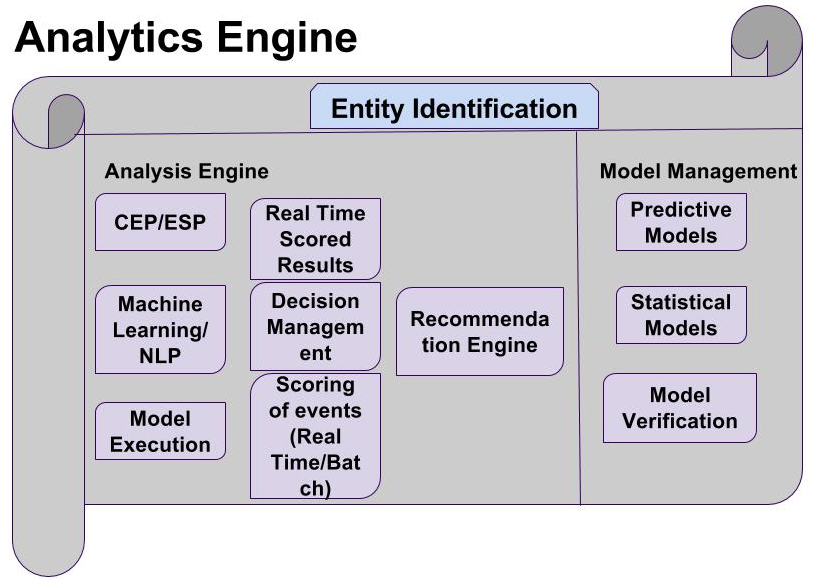 Analytics Engine
Entity Identification
Analysis Engine
CEP/ESP
Real Time
Scored
Results
Machine
Learning/
NLP
Decision
Managem
ent
Recommenda
tion Engine
Model
Execution
Scoring
of events
(Real
Time/Bat
ch)
Model Management
Predictive
Models
Statistical
Models
Model
Verification